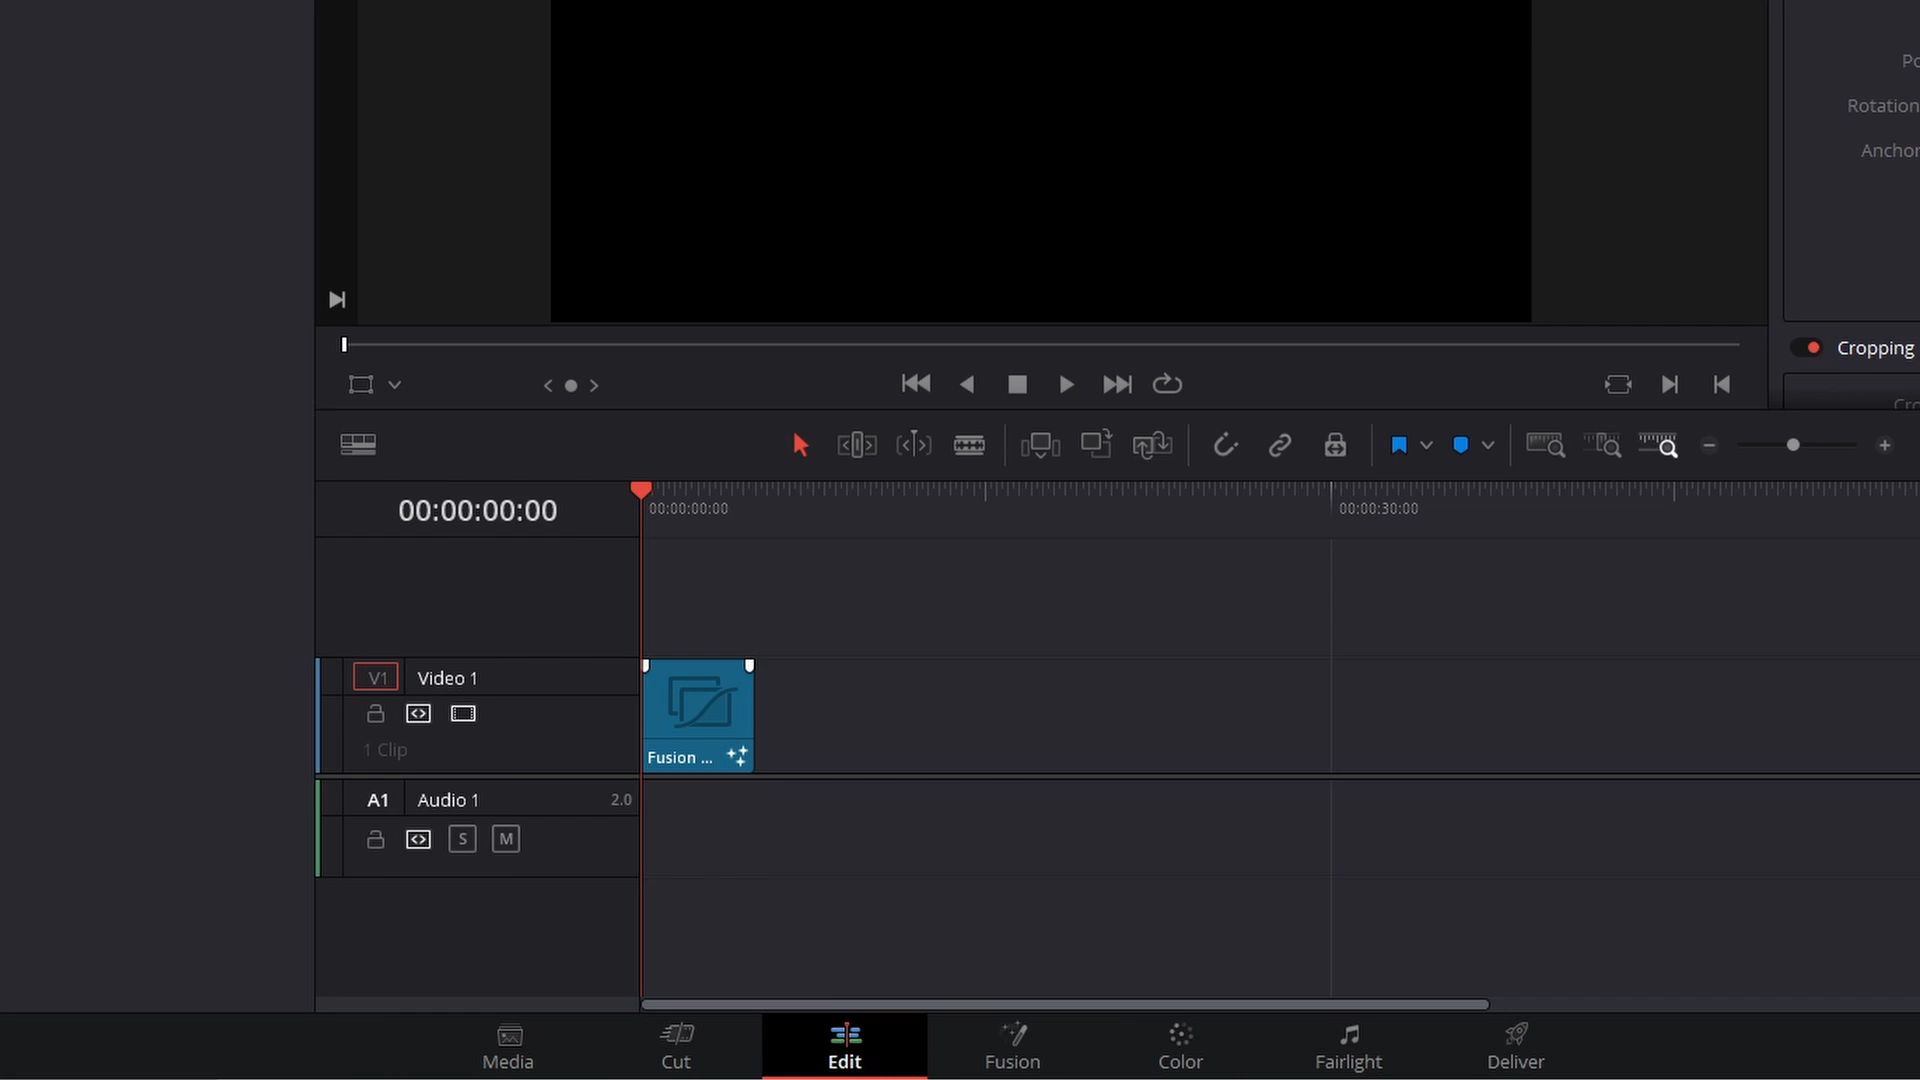 Rotation
Anchor
Cropping
00:00:00:00
00:00:00:00
00:00:30:00
V1
Video 1
1 Clip
Fusion ...
A1
Audio 1
2.0
S
M
Media
Cut
Edit
Fusion
Color
Fairlight
Deliver